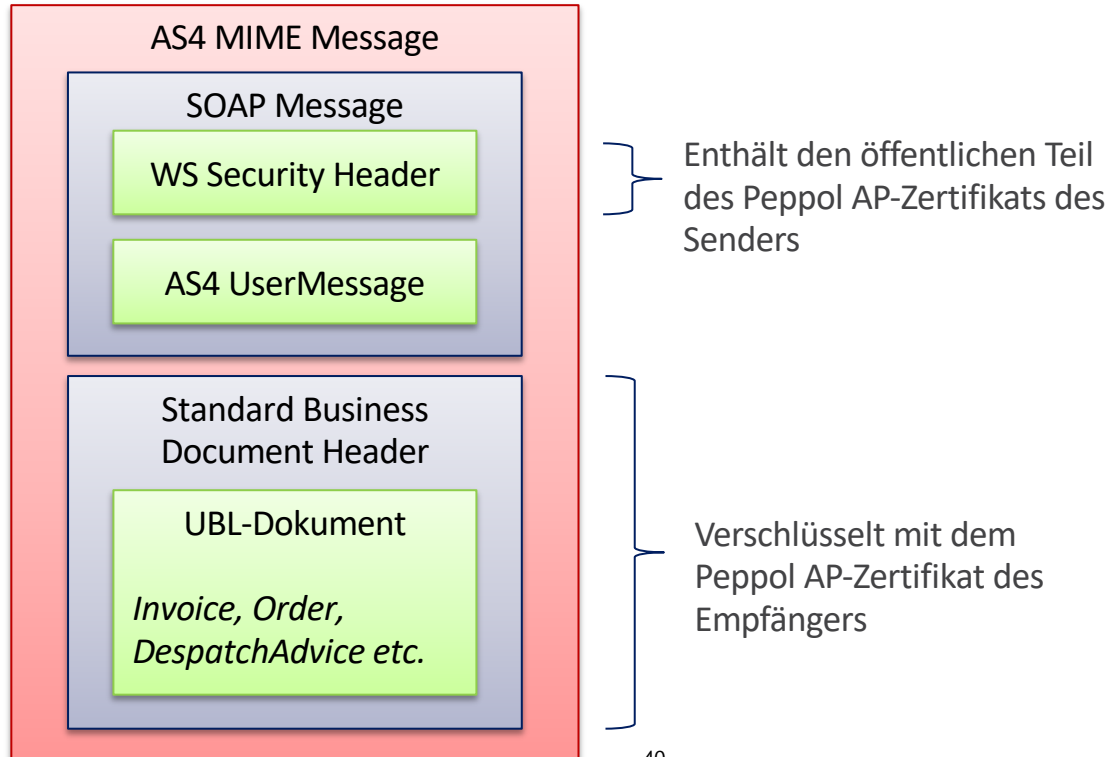 AS4 MIME Message
SOAP Message
WS Security Header
AS4 UserMessage
Enthält den öffentlichen Teil
des Peppol AP-Zertifikats des
Senders
Standard Business
Document Header
UBL-Dokument
Invoice, Order,
DespatchAdvice etc.
Verschlüsselt mit dem
Peppol AP-Zertifikat des
Empfängers